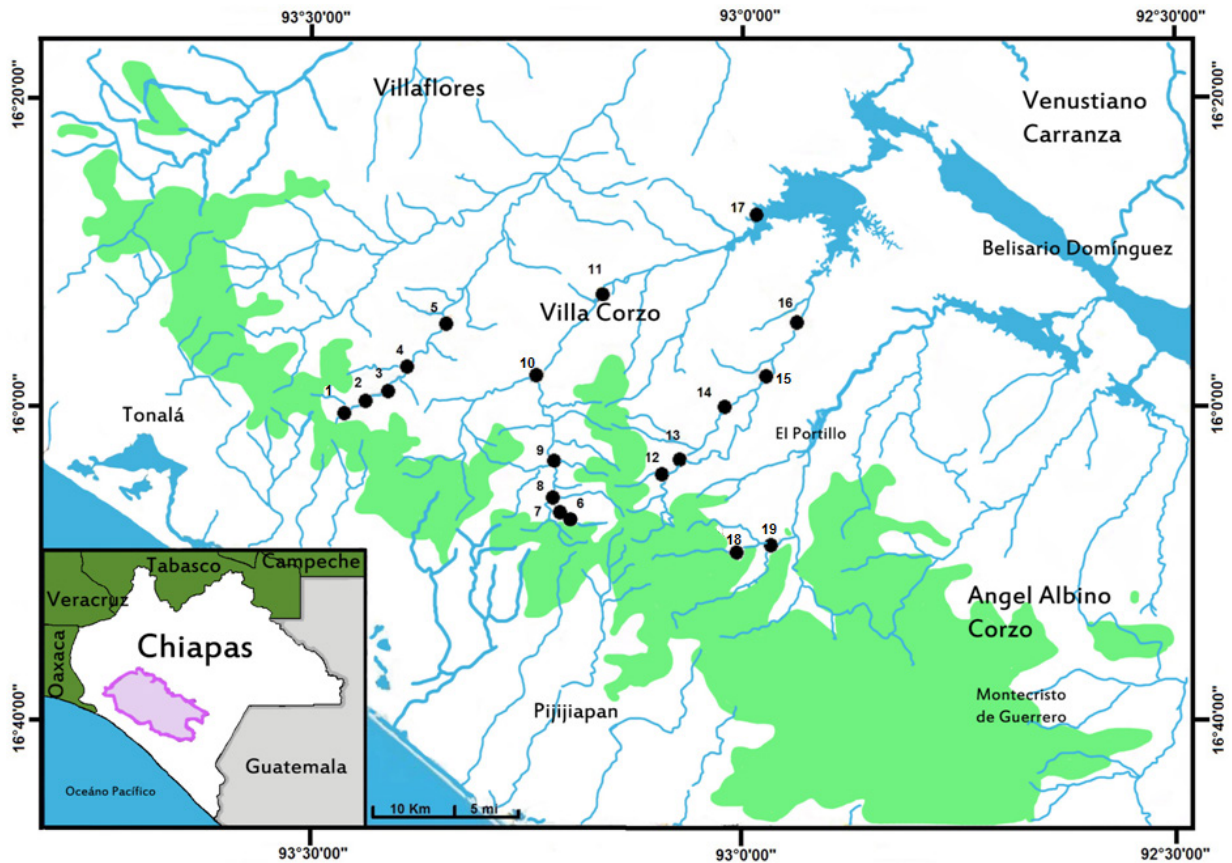 93°30'00"
93°00'00"
92°30'00"
16°20'00"
16°20'00"
Villaflores
Venustiano
Carranza
17
Belisario Domínguez
11
5
Villa Corzo
16
4
10
3
2
1
15
14
16°0'00"
16°0'00"
Tonalá
El Portillo
13
9
12
8
7
6
19
18
Campeche
Tabasco
Veracruz
Angel Albino
Corzo
Chiapas
Oaxaca
Montecristo
de Guerrero
Pijijiapan
16°40'00"
16°40'00"
Guatemala
Oceáno Pacífico
10 Km
5 mi
93°30'00"
93°0'00"
92°30'00"